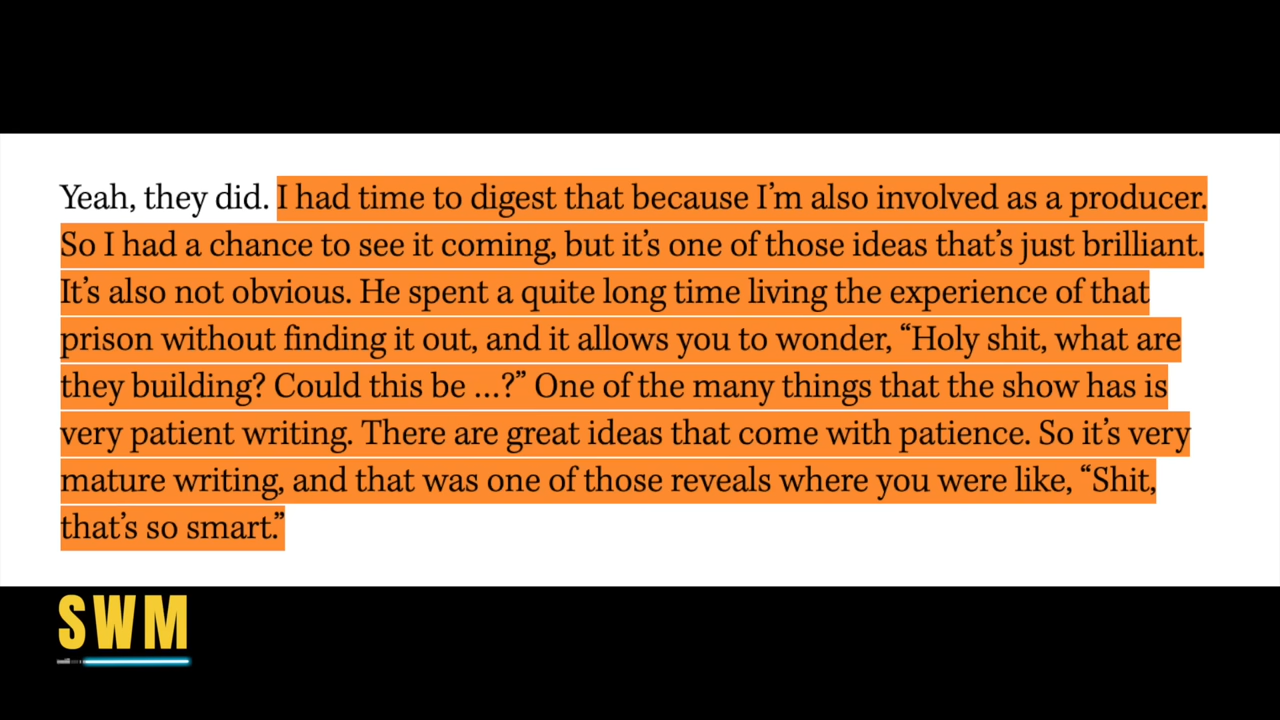 Yeah, they did. I had time to digest that because I’m also involved as a producer.
So I had a chance to see it coming, but it’s one of those ideas that’s just brilliant.
It’s also not obvious. He spent a quite long time living the experience of that
prison without finding it out, and it allows you to wonder, “Holy shit, what are
they building? Could this be …?” One of the many things that the show has is
very patient writing. There are great ideas that come with patience. So it’s very
mature writing, and that was one of those reveals where you were like, “Shit,
that’s so smart.”
SWM